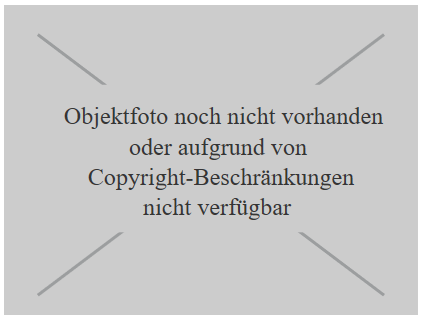 Objektfoto noch nicht vorhanden
oder aufgrund von
Copyright-Beschränkungen
nicht verfügbar